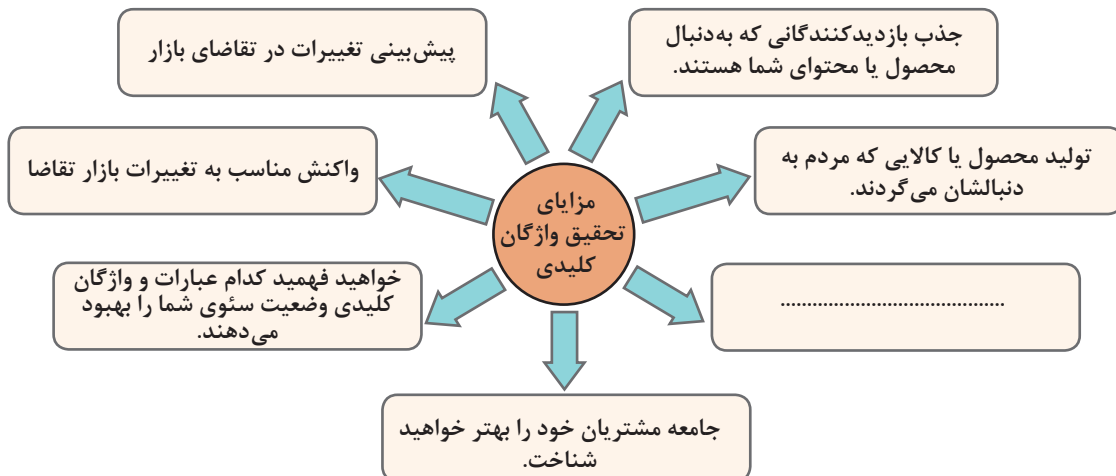 جذب بازدیدکنندگانی که به‌دنبال
محصول یا محتوای شما هستند.
پیش‌بینی تغییرات در تقاضای بازار
تولید محصول یا کالایی که مردم به
دنبالشان می‌گردند.
واکنش مناسب به تغییرات بازار تقاضا
مزایای
تحقیق واژگان
کلیدی
........................................
خواهید فهمید کدام عبارات و واژگان
کلیدی وضعیت سئوی شما را بهبود
می‌دهند.
جامعه مشتریان خود را بهتر خواهید
شناخت.